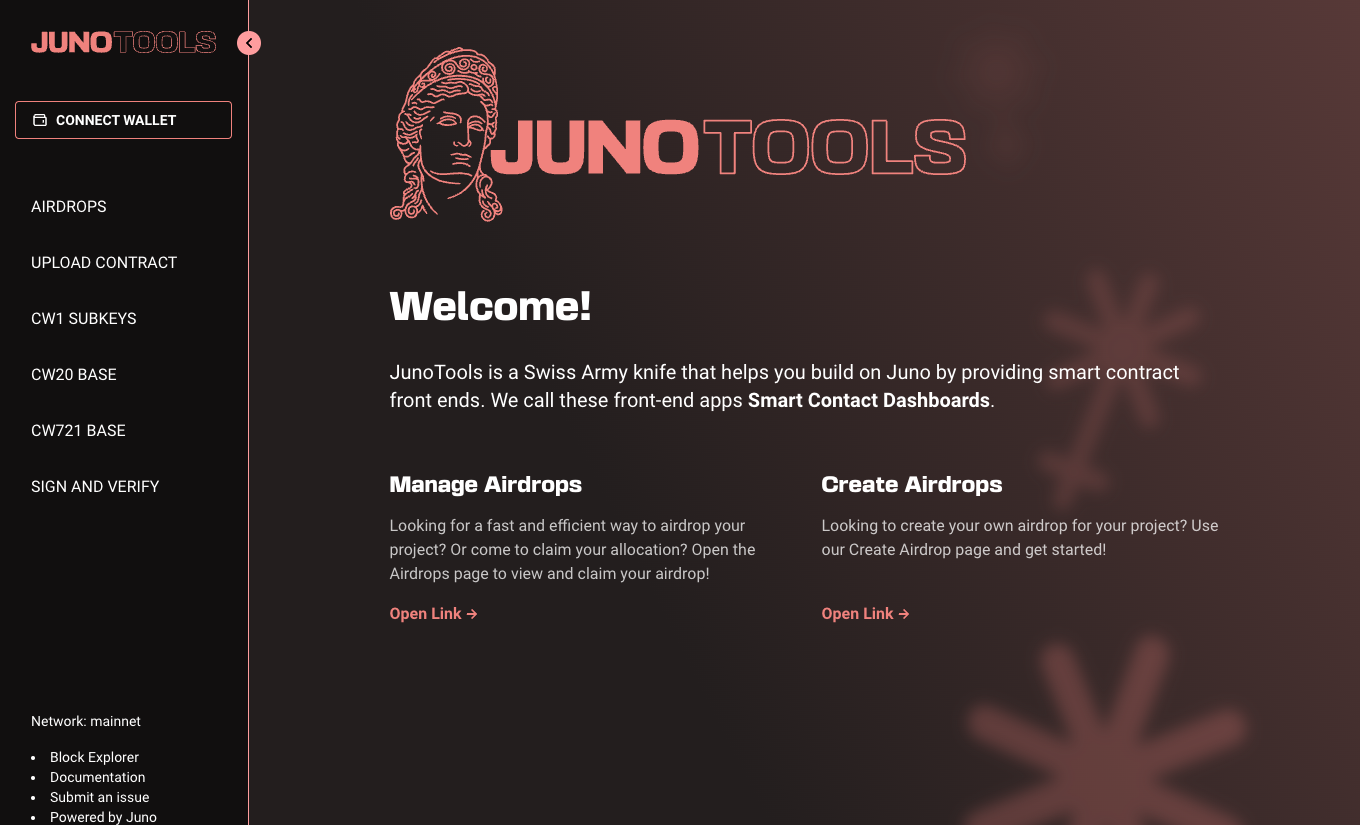 JUNOTOOLS
CONNECT WALLET
AIRDROPS
UPLOAD CONTRACT
CW1 SUBKEYS
CW20 BASE
CW721 BASE
SIGN AND VERIFY
Network: mainnet
Block Explorer
Documentation
Submit an issue
Powered by Juno
JUNOTOOLS
Welcome!
JunoTools is a Swiss Army knife that helps you build on Juno by providing smart contract
front ends. We call these front-end apps Smart Contact Dashboards.
Manage Airdrops
Looking for a fast and efficient way to airdrop your
project? Or come to claim your allocation? Open the
Airdrops page to view and claim your airdrop!
Open Link →
Create Airdrops
Looking to create your own airdrop for your project? Use
our Create Airdrop page and get started!
Open Link →